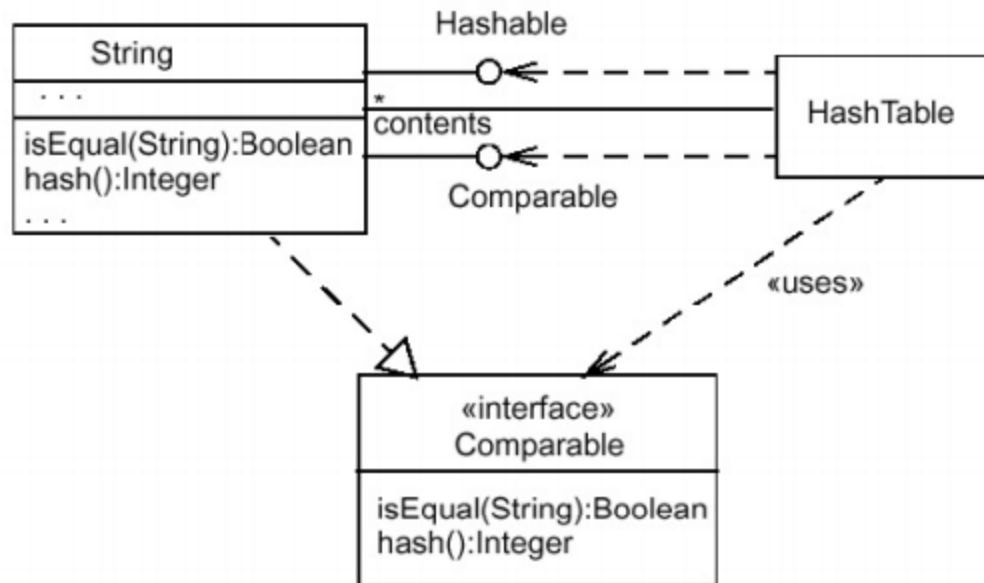 Hashable
String
. . .
*
contents
HashTable
isEqual(String):Boolean
hash():Integer
. . .
Comparable
«uses»
«interface»
Comparable
isEqual(String):Boolean
hash():Integer